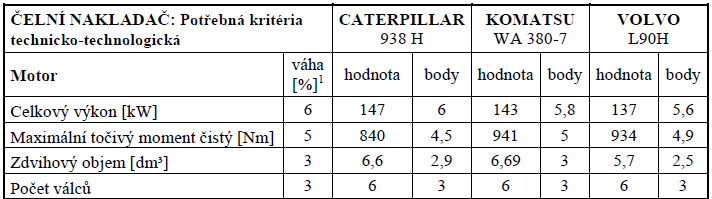 ČELNÍ NAKLADAČ: Potřebná kritéria technicko-technologická CATERPILLAR 938 H KOMATSU WA 380-7 VOLVO L90H
Motor váha [%]1 hodnota body hodnota body hodnota body
Celkový výkon [kW] 6 147 6 143 5,8 137 5,6
Maximální točivý moment čistý [Nm] 5 840 4,5 941 5 934 4,9
Zdvihový objem [dm³] 3 6,6 2,9 6,69 3 5,7 2,5
Počet válců 3 6 3 6 3 6 3